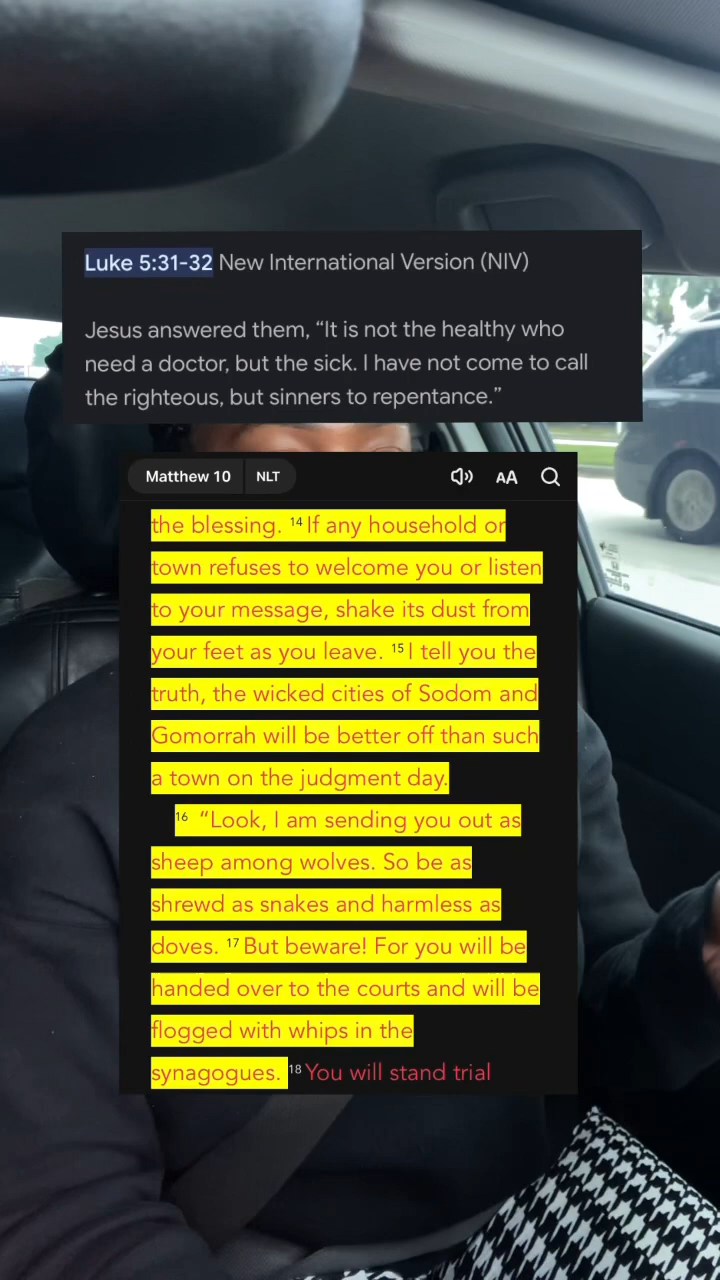 Luke 5:31-32 New International Version (NIV)
Jesus answered them, “It is not the healthy who
need a doctor, but the sick. I have not come to call
the righteous, but sinners to repentance.”
Matthew 10 NLT AA
the blessing. 14 If any household or
town refuses to welcome you or listen
to your message, shake its dust from
your feet as you leave. 15 I tell you the
truth, the wicked cities of Sodom and
Gomorrah will be better off than such
a town on the judgment day.
16 “Look, I am sending you out as
sheep among wolves. So be as
shrewd as snakes and harmless as
doves. 17 But beware! For you will be
handed over to the courts and will be
flogged with whips in the
synagogues. 18 You will stand trial